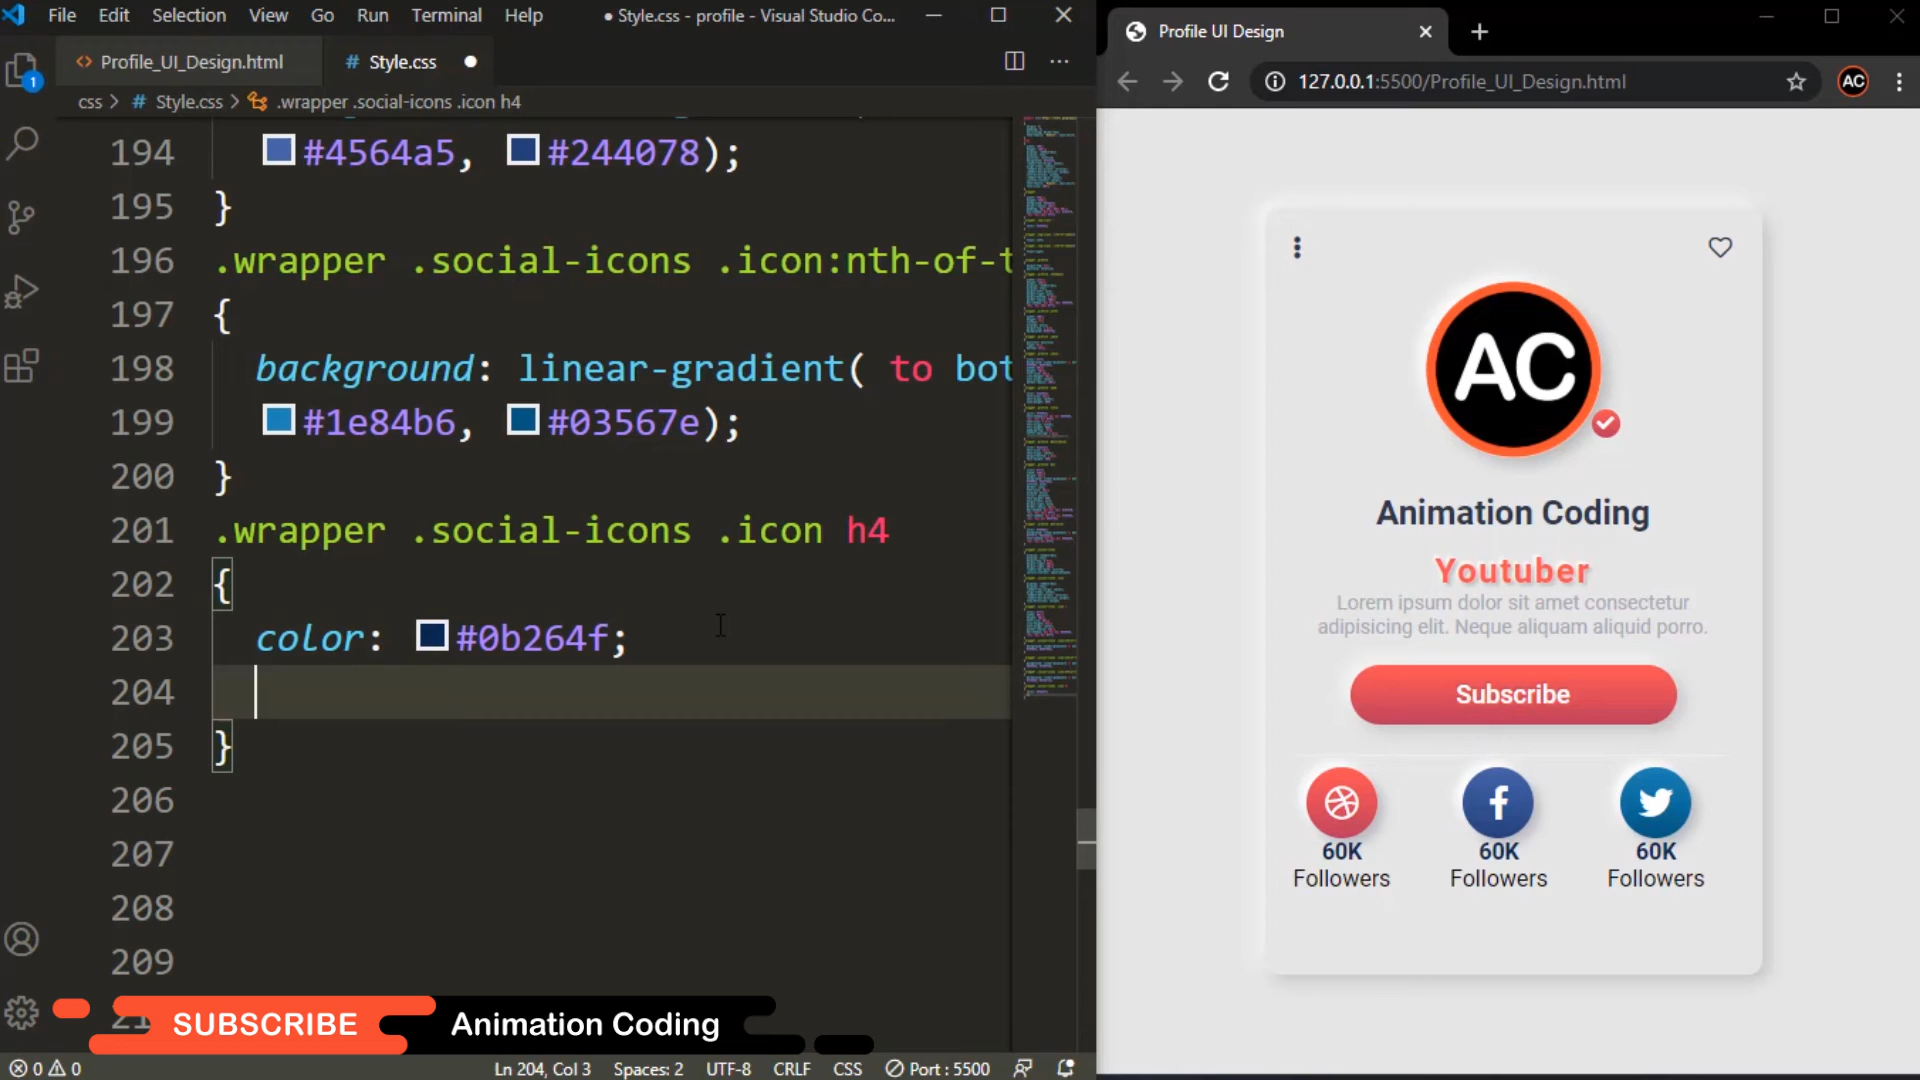 File Edit Selection View Go Run Terminal Help
● Style.css - profile - Visual Studio Co...
Profile_UI_Design.html
# Style.css
1
css > # Style.css > .wrapper .social-icons .icon h4
194 #4564a5, #244078);
195 }
196 .wrapper .social-icons .icon:nth-of-t
197 {
198 background: linear-gradient( to bot
199 #1e84b6, #03567e);
200 }
201 .wrapper .social-icons .icon h4
202 {
203 color: #0b264f;
204
205 }
206
207
208
209
21
SUBSCRIBE
Animation Coding
0 0
Ln 204, Col 3 Spaces: 2 UTF-8 CRLF CSS Port : 5500
Profile UI Design
127.0.0.1:5500/Profile_UI_Design.html
AC
AC
Animation Coding
Youtuber
Lorem ipsum dolor sit amet consectetur
adipisicing elit. Neque aliquam aliquid porro.
Subscribe
60K 60K 60K
Followers Followers Followers